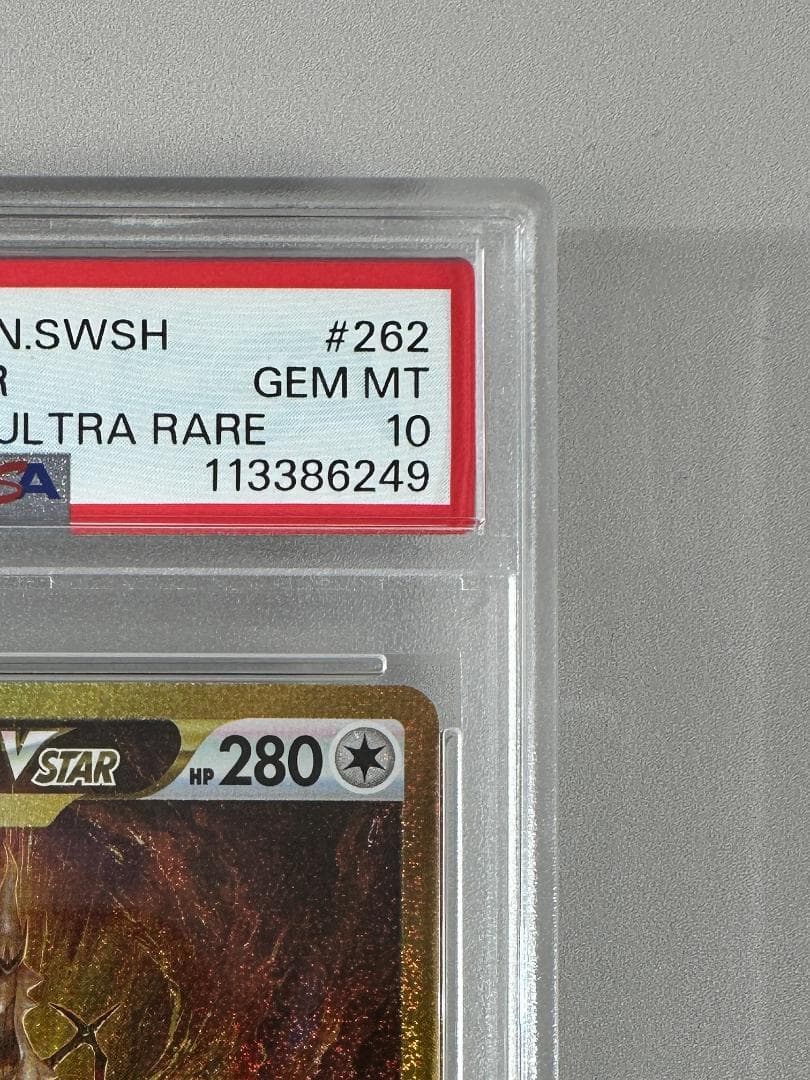 N.SWSH #262
R GEM MT
ULTRA RARE 10
SA 113386249
VSTAR HP 280